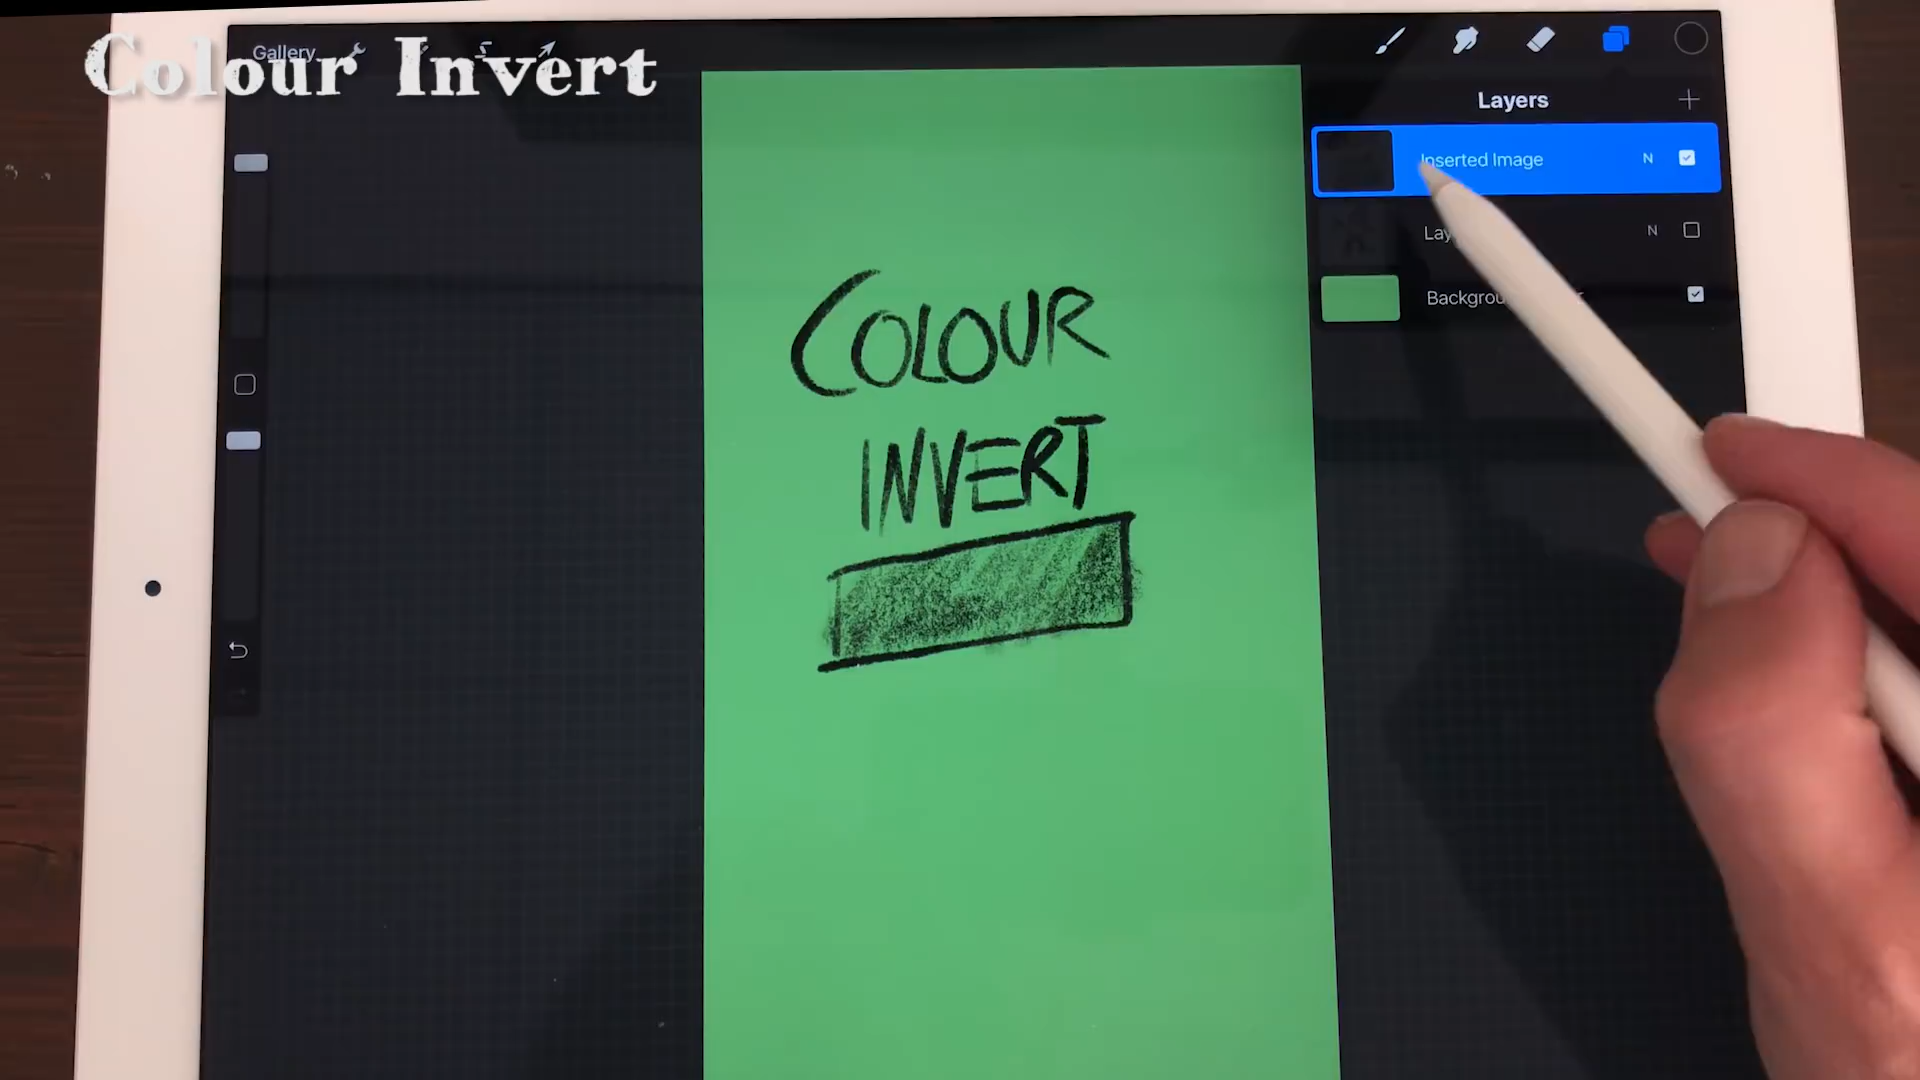 Colour Invert
Gallery
Layers
Inserted Image N
N
COLOUR
INVERT